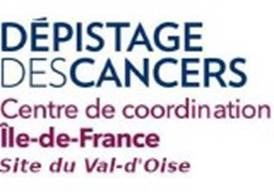 DÉPISTAGE
DESCANCERS
Centre de coordination
Île-de-France
Site du Val-d'Oise